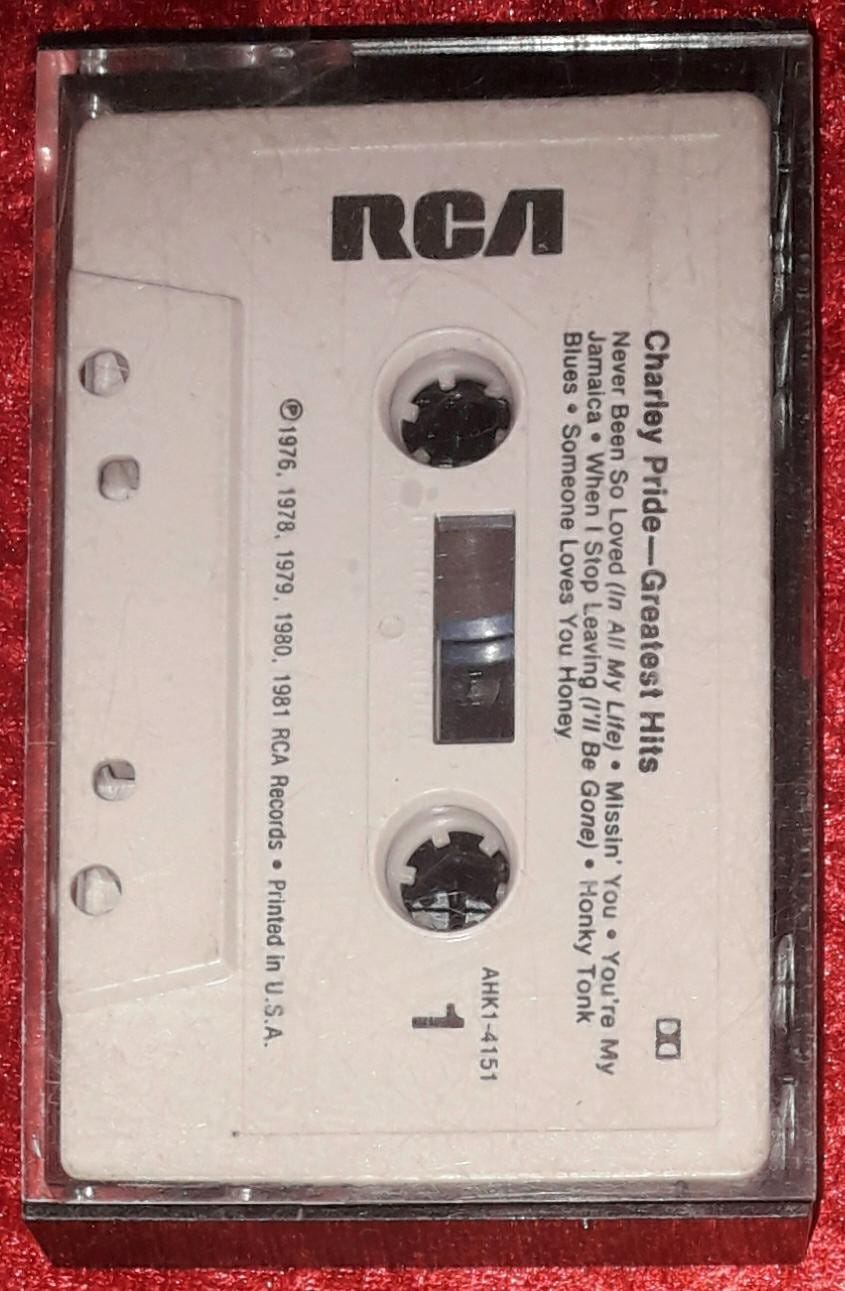 RCA
Charley Pride—Greatest Hits
Never Been So Loved (In All My Life) • Missin' You • You're My
Jamaica • When I Stop Leaving (I'll Be Gone) • Honky Tonk
Blues • Someone Loves You Honey
AHK1-4151
1
℗1976, 1978, 1979, 1980, 1981 RCA Records • Printed in U.S.A.